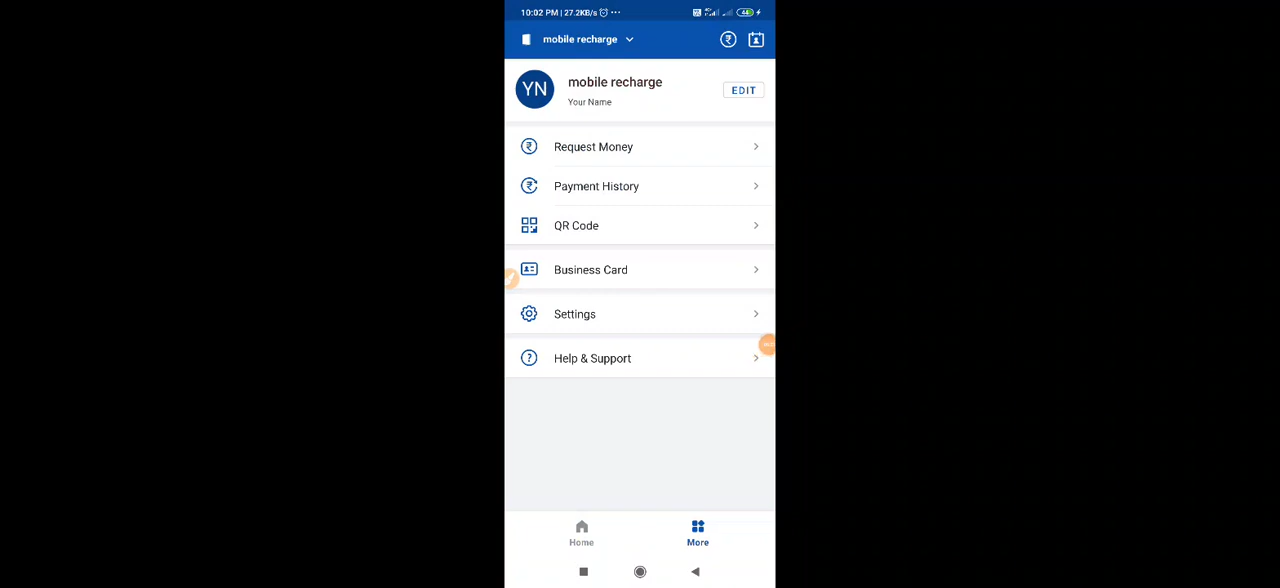 10:02 PM | 27.2KB/s
mobile recharge
YN
mobile recharge
Your Name
EDIT
Request Money
Payment History
QR Code
Business Card
Settings
Help & Support
Home
More